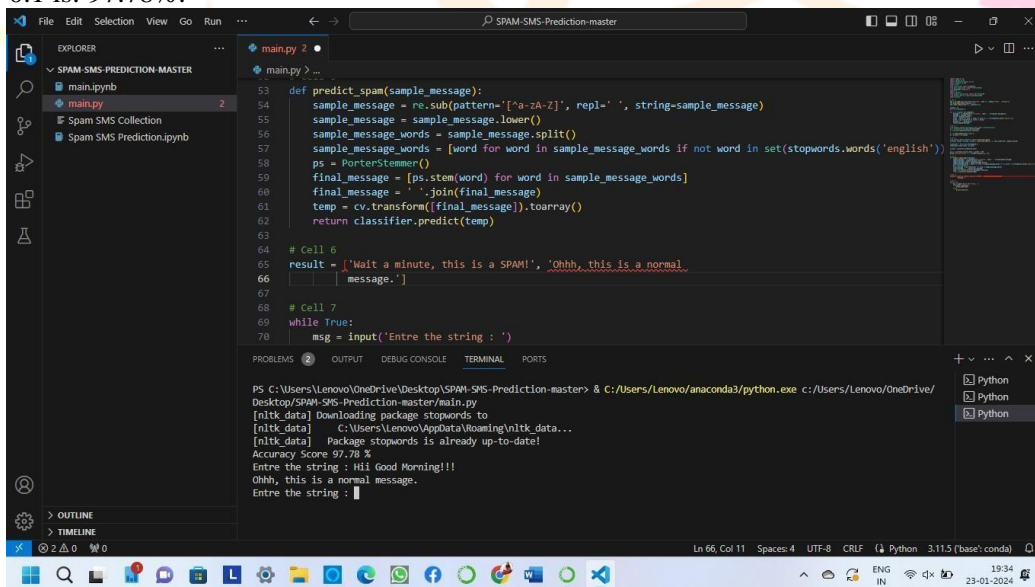 0.1 is. 97.78%.
File Edit Selection View Go Run ... SPAM-SMS-Prediction-master
EXPLORER ...
SPAM-SMS-PREDICTION-MASTER
main.ipynb
main.py 2
Spam SMS Collection
Spam SMS Prediction.ipynb
OUTLINE
TIMELINE
main.py 2
main.py > ...
53 def predict_spam(sample_message):
54 sample_message = re.sub(pattern='[^a-zA-Z]', repl=' ', string=sample_message)
55 sample_message = sample_message.lower()
56 sample_message_words = sample_message.split()
57 sample_message_words = [word for word in sample_message_words if not word in set(stopwords.words('english'))
58 ps = PorterStemmer()
59 final_message = [ps.stem(word) for word in sample_message_words]
60 final_message = ' '.join(final_message)
61 temp = cv.transform([final_message]).toarray()
62 return classifier.predict(temp)
63
64 # Cell 6
65 result = ['Wait a minute, this is a SPAM!', 'Ohhh, this is a normal
66 message.']
67
68 # Cell 7
69 while True:
70 msg = input('Entre the string : ')
PROBLEMS 2 OUTPUT DEBUG CONSOLE TERMINAL PORTS
PS C:\Users\Lenovo\OneDrive\Desktop\SPAM-SMS-Prediction-master> & C:/Users/Lenovo/anaconda3/python.exe c:/Users/Lenovo/OneDrive/
Desktop/SPAM-SMS-Prediction-master/main.py
[nltk_data] Downloading package stopwords to
[nltk_data] C:\Users\Lenovo\AppData\Roaming\nltk_data...
[nltk_data] Package stopwords is already up-to-date!
Accuracy Score 97.78 %
Entre the string : Hii Good Morning!!!
Ohhh, this is a normal message.
Entre the string :
Python
Python
Python
2 0 0 Ln 66, Col 11 Spaces: 4 UTF-8 CRLF Python 3.11.5 ('base': conda)
ENG
IN
19:34
23-01-2024